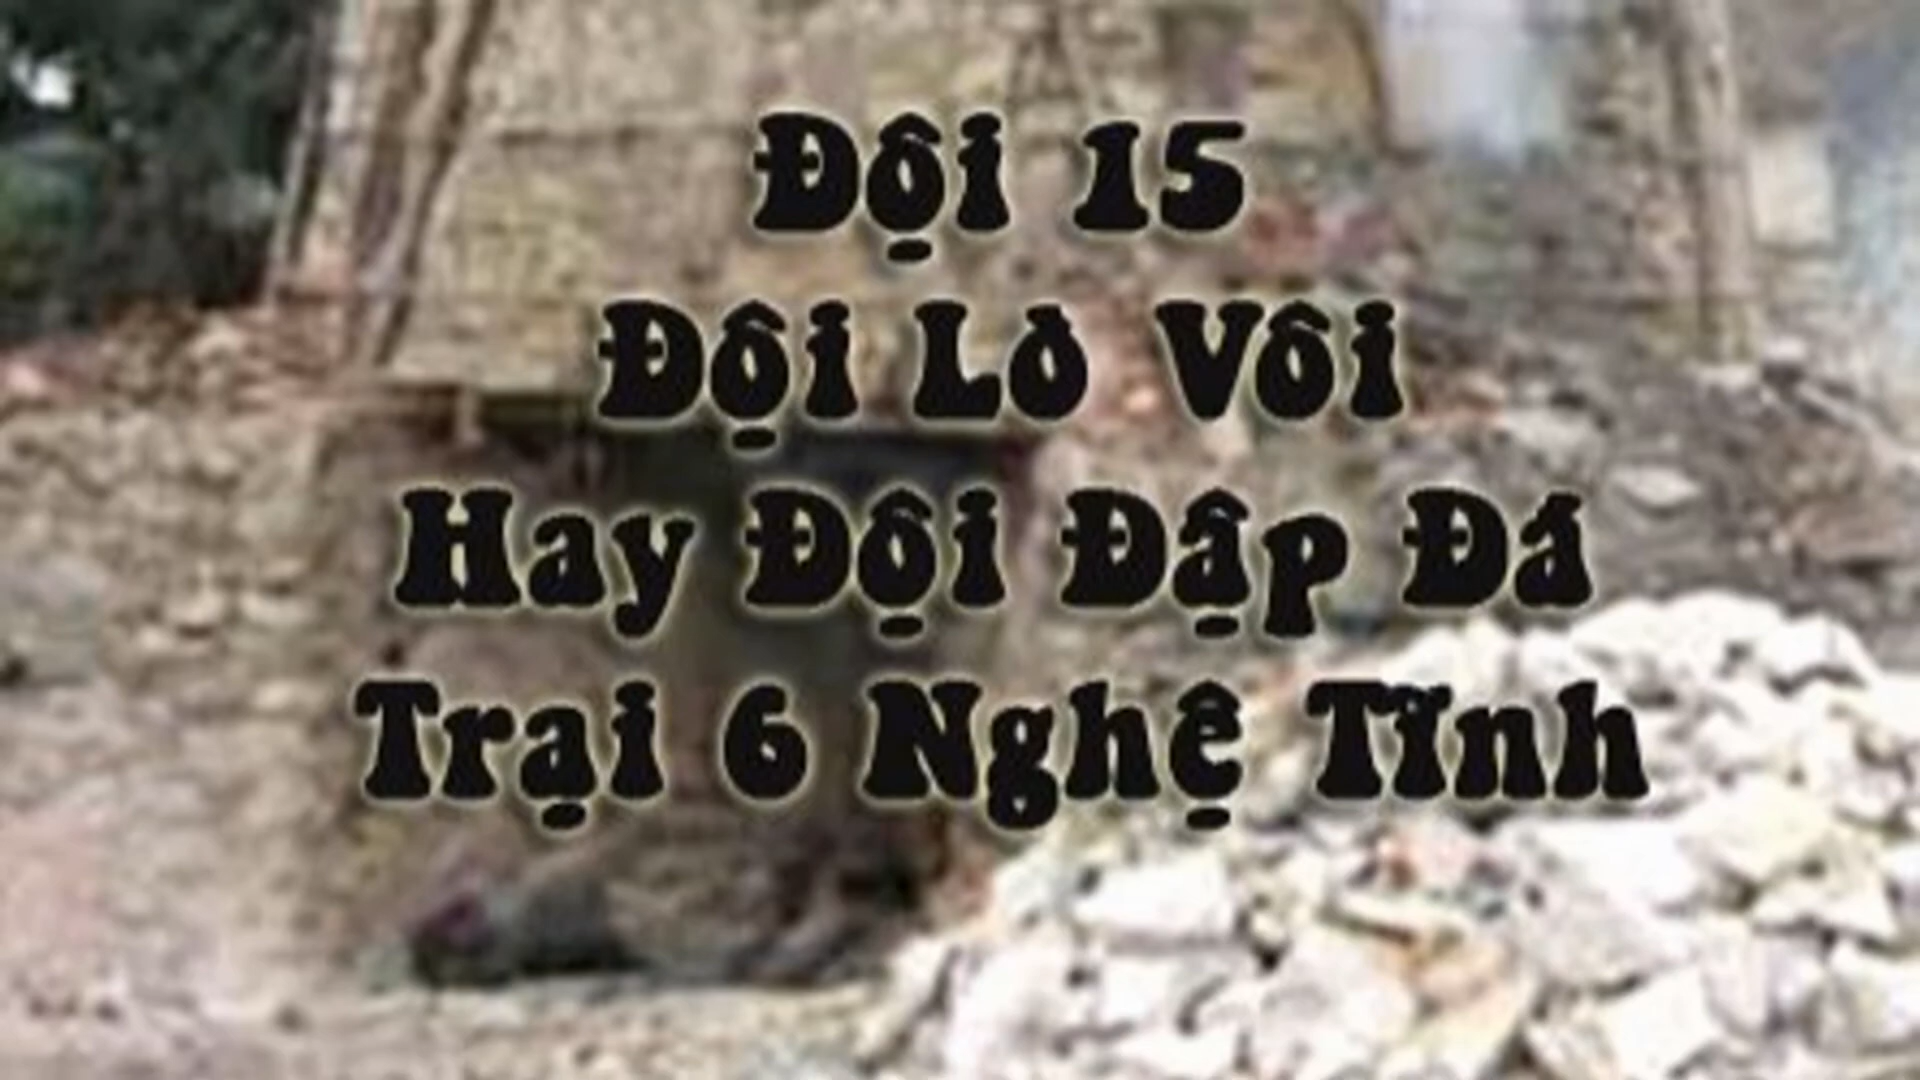 Đội 15
Đội Lò Vôi
Hay Đội Đập Đá
Trại 6 Nghệ Tĩnh